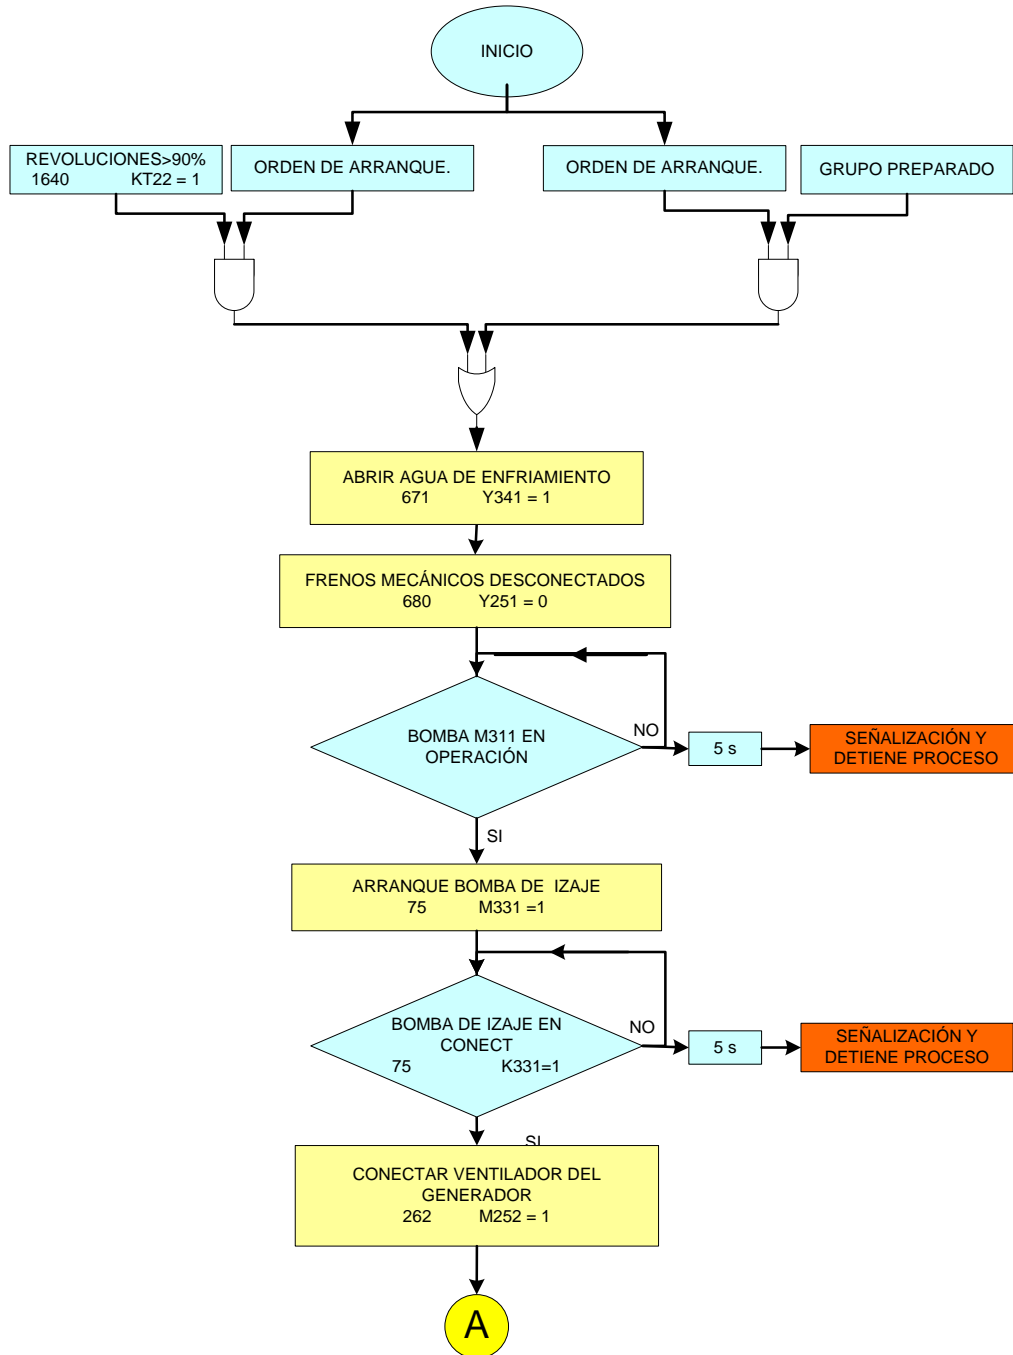 INICIO
REVOLUCIONES>90%
1640 KT22 = 1
ORDEN DE ARRANQUE.
ORDEN DE ARRANQUE.
GRUPO PREPARADO
ABRIR AGUA DE ENFRIAMIENTO
671 Y341 = 1
FRENOS MECÁNICOS DESCONECTADOS
680 Y251 = 0
BOMBA M311 EN
OPERACIÓN
NO
5 s
SEÑALIZACIÓN Y
DETIENE PROCESO
SI
ARRANQUE BOMBA DE IZAJE
75 M331 =1
BOMBA DE IZAJE EN
CONECT
75 K331=1
NO
5 s
SEÑALIZACIÓN Y
DETIENE PROCESO
SI
CONECTAR VENTILADOR DEL
GENERADOR
262 M252 = 1
A